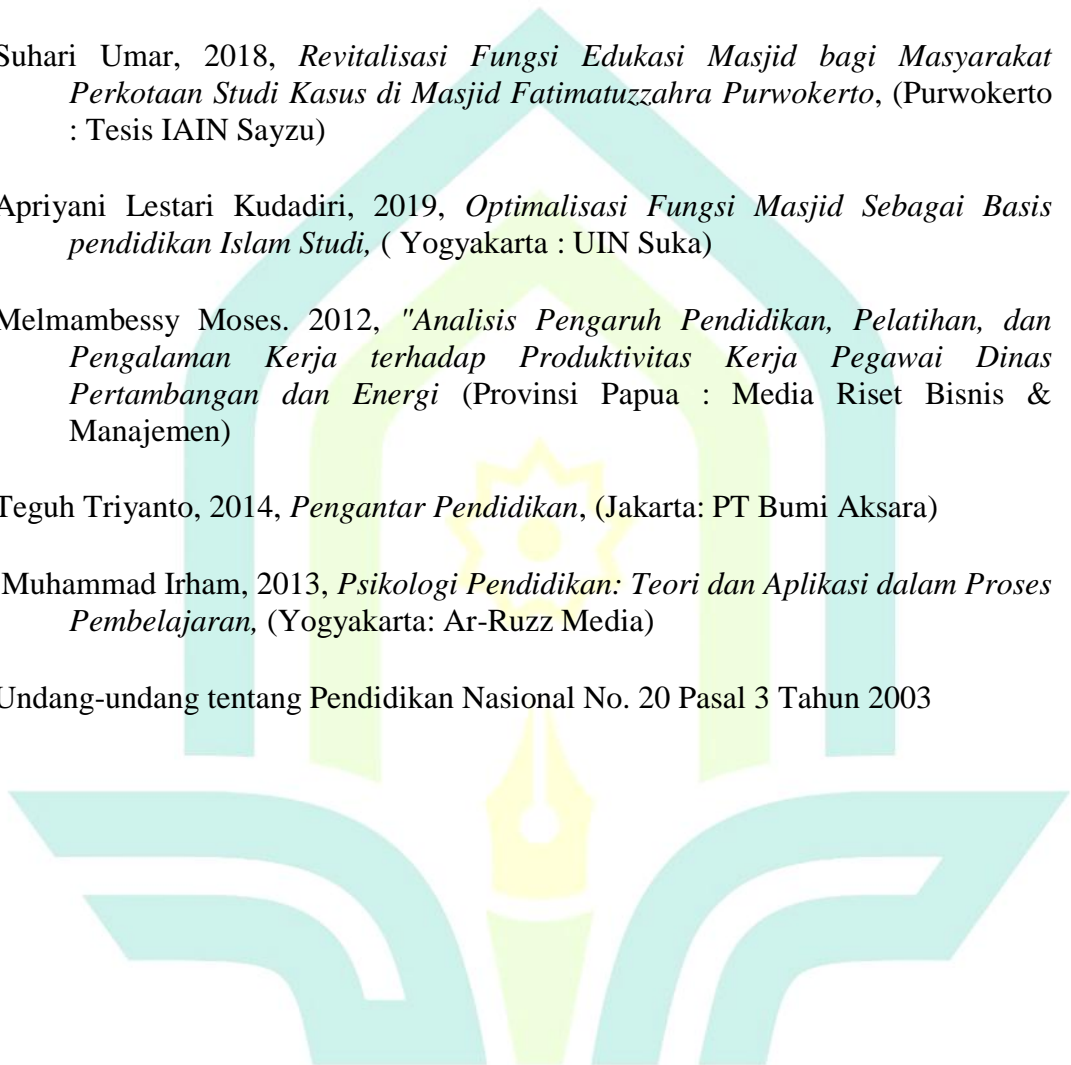 Suhari Umar, 2018, Revitalisasi Fungsi Edukasi Masjid bagi Masyarakat
Perkotaan Studi Kasus di Masjid Fatimatuzzahra Purwokerto, (Purwokerto
: Tesis IAIN Sayzu)
Apriyani Lestari Kudadiri, 2019, Optimalisasi Fungsi Masjid Sebagai Basis
pendidikan Islam Studi, ( Yogyakarta : UIN Suka)
Melmambessy Moses. 2012, "Analisis Pengaruh Pendidikan, Pelatihan, dan
Pengalaman Kerja terhadap Produktivitas Kerja Pegawai Dinas
Pertambangan dan Energi (Provinsi Papua : Media Riset Bisnis &
Manajemen)
Teguh Triyanto, 2014, Pengantar Pendidikan, (Jakarta: PT Bumi Aksara)
Muhammad Irham, 2013, Psikologi Pendidikan: Teori dan Aplikasi dalam Proses
Pembelajaran, (Yogyakarta: Ar-Ruzz Media)
Undang-undang tentang Pendidikan Nasional No. 20 Pasal 3 Tahun 2003